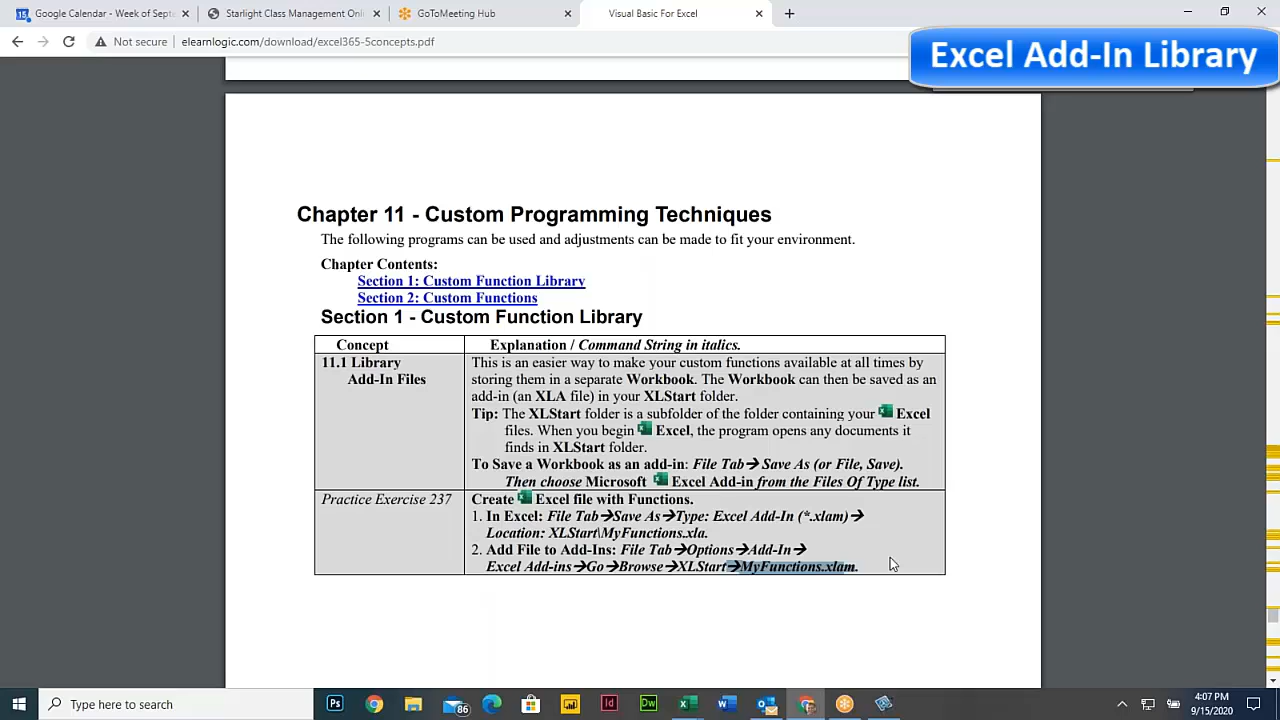 Google Calendar - Week of Septe
Starlight Class Management Onli
GoToMeeting Hub
Visual Basic For Excel
Not secure
elearnlogic.com/download/excel365-5concepts.pdf
Excel Add-In Library
Chapter 11 - Custom Programming Techniques
The following programs can be used and adjustments can be made to fit your environment.
Chapter Contents:
Section 1: Custom Function Library
Section 2: Custom Functions
Section 1 - Custom Function Library
Concept Explanation / Command String in italics.
11.1 Library This is an easier way to make your custom functions available at all times by
Add-In Files storing them in a separate Workbook. The Workbook can then be saved as an
add-in (an XLA file) in your XLStart folder.
Tip: The XLStart folder is a subfolder of the folder containing your Excel
files. When you begin Excel, the program opens any documents it
finds in XLStart folder.
To Save a Workbook as an add-in: File Tab→ Save As (or File, Save).
Then choose Microsoft Excel Add-in from the Files Of Type list.
Practice Exercise 237 Create Excel file with Functions.
1. In Excel: File Tab→Save As→Type: Excel Add-In (*.xlam)→
Location: XLStart\MyFunctions.xla.
2. Add File to Add-Ins: File Tab→Options→Add-In→
Excel Add-ins→Go→Browse→XLStart→MyFunctions.xlam.
Type here to search
86
4:07 PM
9/15/2020